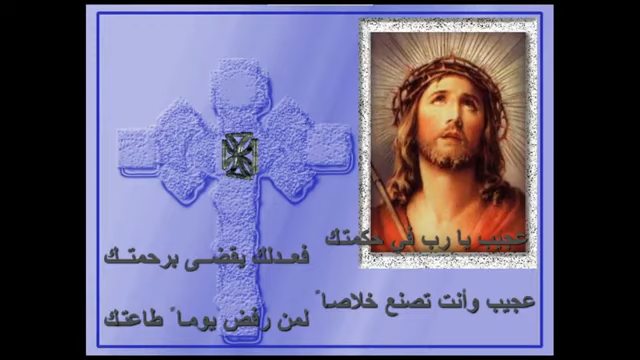 عجيب يا رب في حكمتك
فعدلك يقضى برحمتك
عجيب وأنت تصنع خلاصاً
لمن رفض يوماً طاعتك